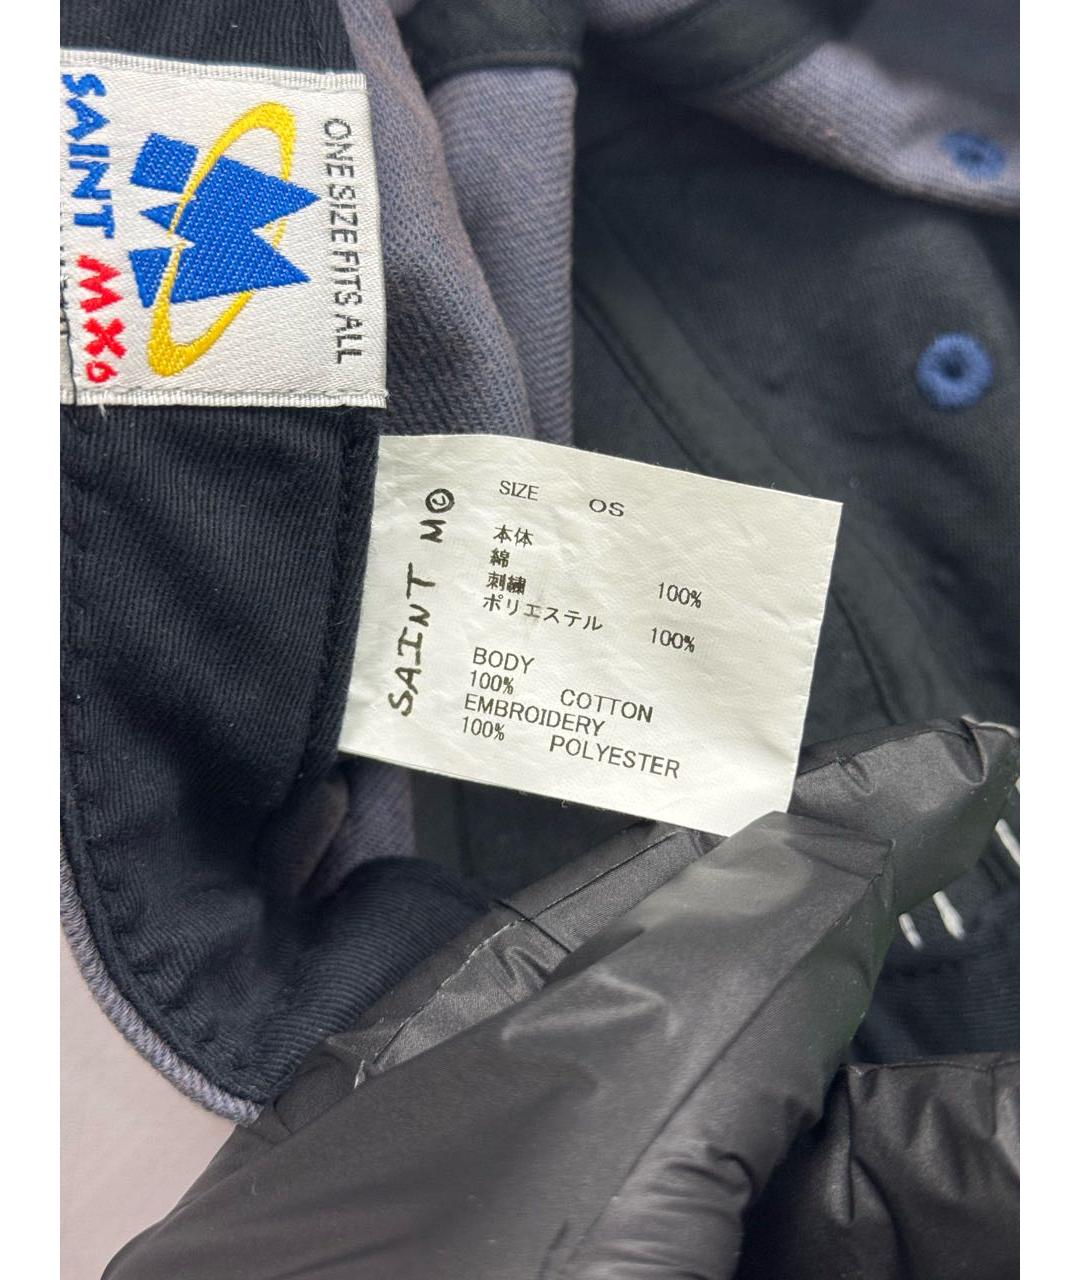 SAINT MX6
ONE SIZE FITS ALL
SAINT M
SIZE OS
本体
綿 100%
刺繍
ポリエステル 100%
BODY
100% COTTON
EMBROIDERY
100% POLYESTER